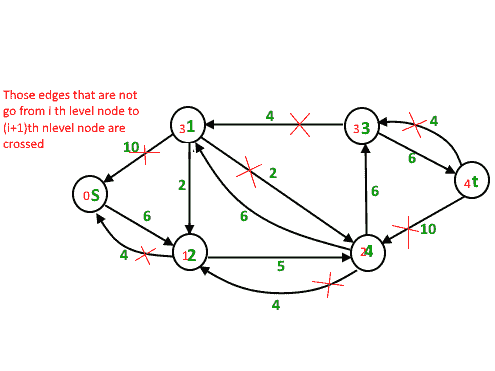 Those edges that are not
go from i th level node to
(i+1)th nlevel node are
crossed
4
3 1
3 3
4
10
2
2
6
4 t
0 S
6
6
6
10
4
1 2
5
2 4
4